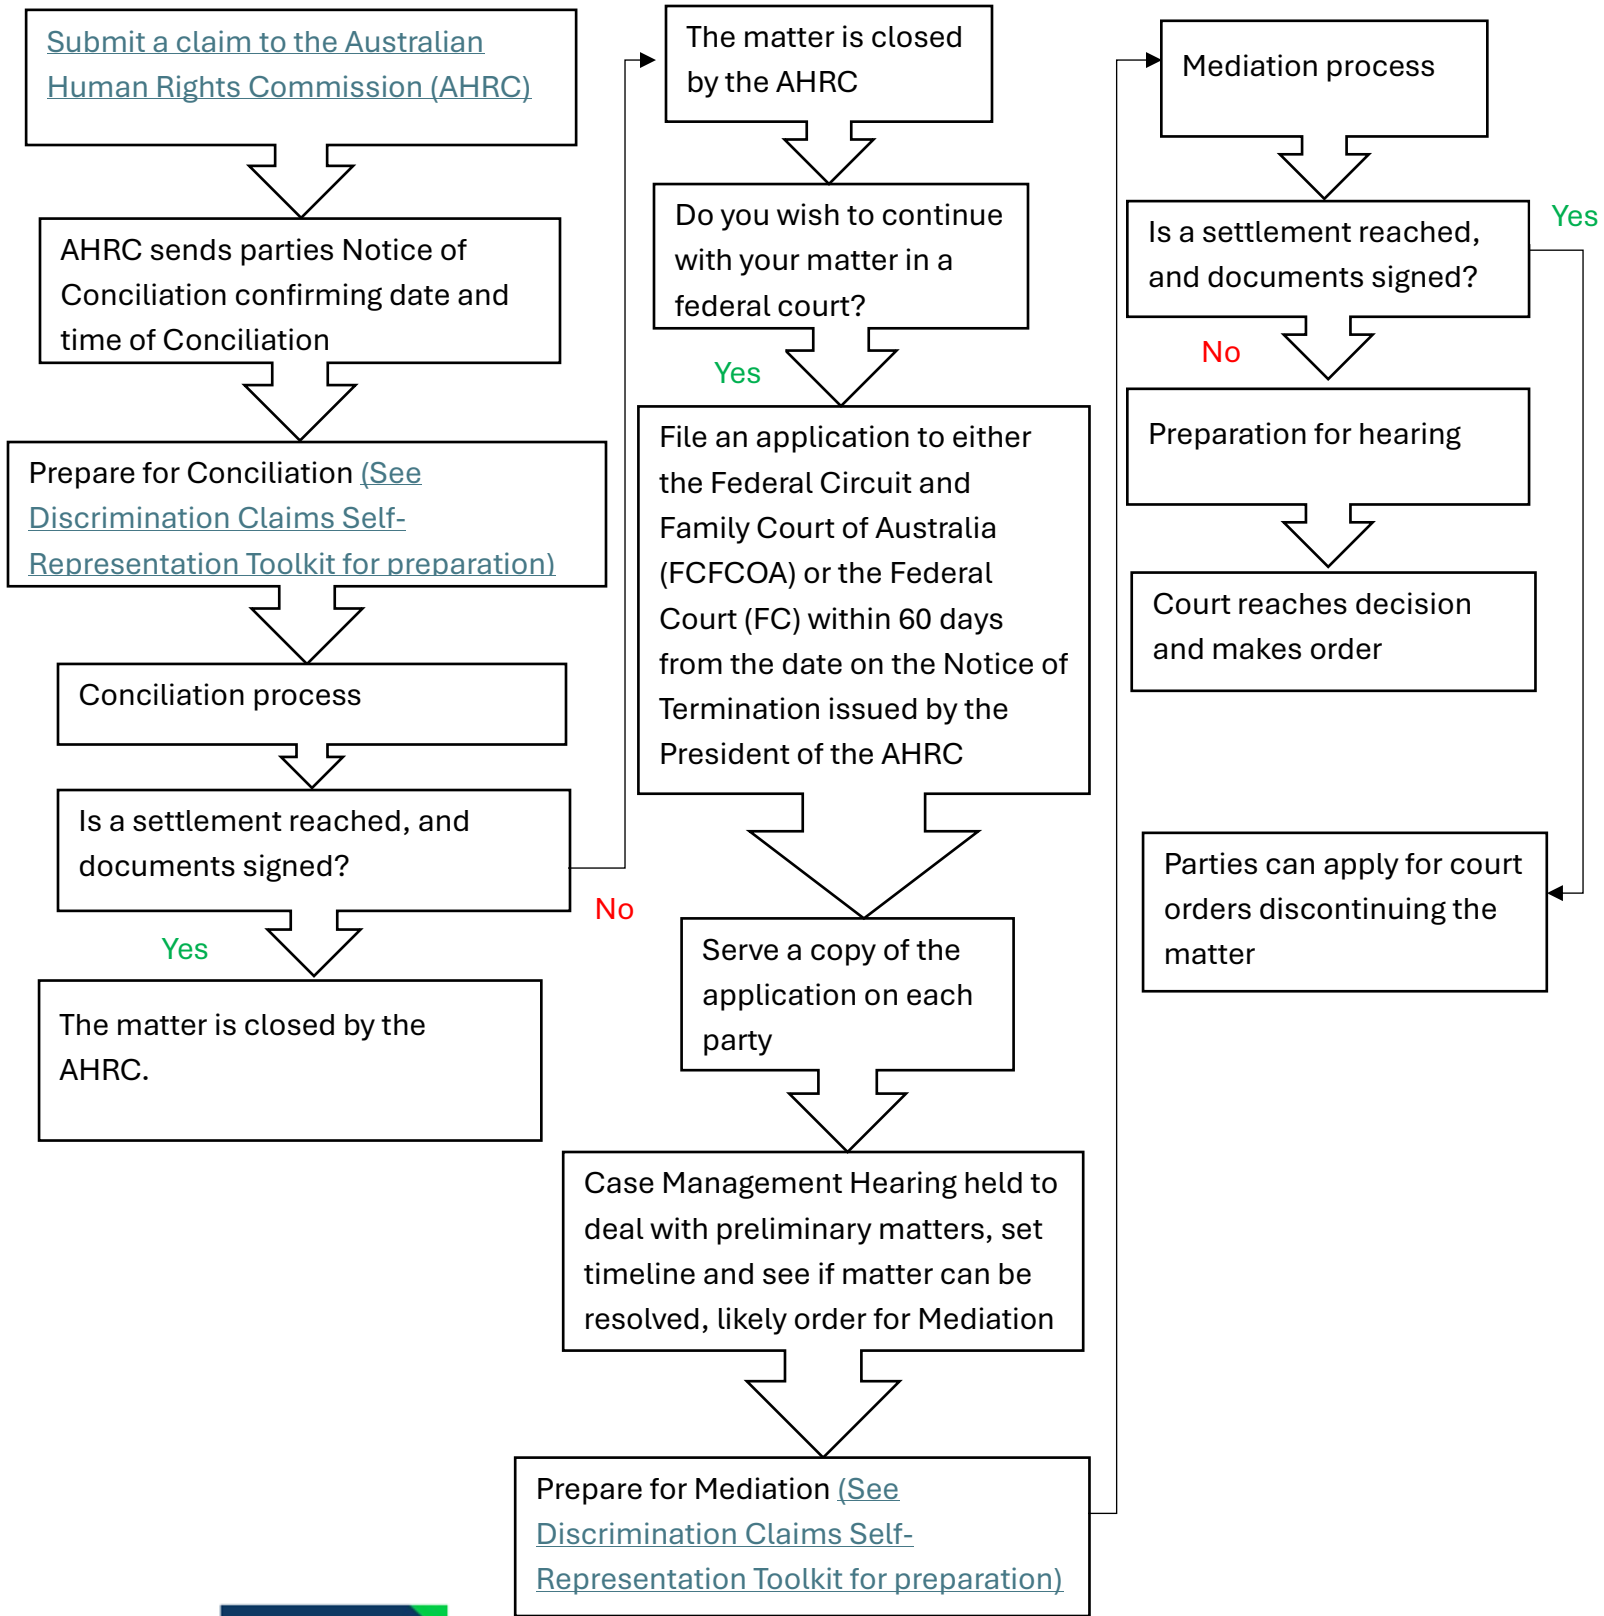 Submit a claim to the Australian
Human Rights Commission (AHRC)
AHRC sends parties Notice of
Conciliation confirming date and
time of Conciliation
Prepare for Conciliation (See
Discrimination Claims Self-
Representation Toolkit for preparation)
Conciliation process
Is a settlement reached, and
documents signed?
No
Yes
The matter is closed by the
AHRC.
The matter is closed
by the AHRC
Do you wish to continue
with your matter in a
federal court?
Yes
File an application to either
the Federal Circuit and
Family Court of Australia
(FCFCOA) or the Federal
Court (FC) within 60 days
from the date on the Notice of
Termination issued by the
President of the AHRC
Serve a copy of the
application on each
party
Case Management Hearing held to
deal with preliminary matters, set
timeline and see if matter can be
resolved, likely order for Mediation
Prepare for Mediation (See
Discrimination Claims Self-
Representation Toolkit for preparation)
Mediation process
Is a settlement reached,
and documents signed?
Yes
No
Preparation for hearing
Court reaches decision
and makes order
Parties can apply for court
orders discontinuing the
matter